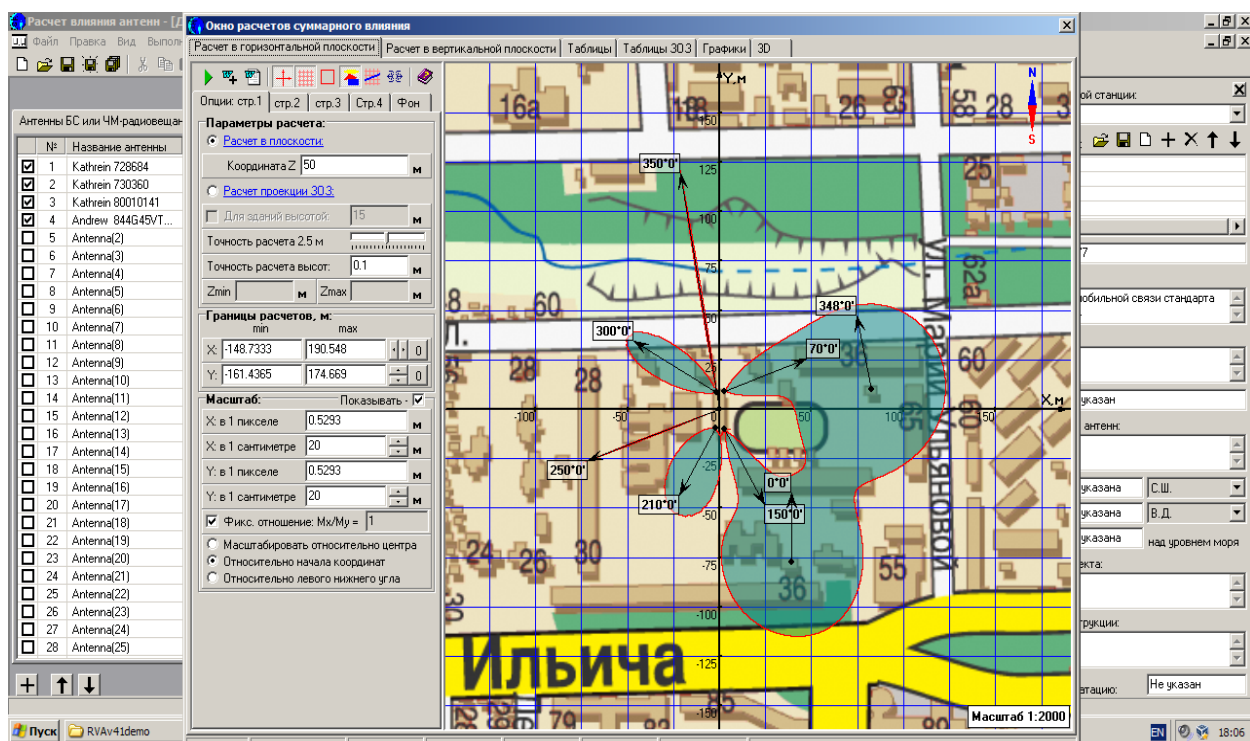 Расчет влияния антенн - [Д
Файл Правка Вид Выполн
Антенны БС или ЧМ-радиовещан
№ Название антенны
1 Kathrein 728684
2 Kathrein 730360
3 Kathrein 80010141
4 Andrew 844G45VT...
5 Antenna(2)
6 Antenna(3)
7 Antenna(4)
8 Antenna(5)
9 Antenna(6)
10 Antenna(7)
11 Antenna(8)
12 Antenna(9)
13 Antenna(10)
14 Antenna(11)
15 Antenna(12)
16 Antenna(13)
17 Antenna(14)
18 Antenna(15)
19 Antenna(16)
20 Antenna(17)
21 Antenna(18)
22 Antenna(19)
23 Antenna(20)
24 Antenna(21)
25 Antenna(22)
26 Antenna(23)
27 Antenna(24)
28 Antenna(25)
Окно расчетов суммарного влияния
Расчет в горизонтальной плоскости Расчет в вертикальной плоскости Таблицы Таблицы ЗОЗ Графики 3D
Опции: стр.1 стр.2 стр.3 Стр.4 Фон
Параметры расчета:
Расчет в плоскости:
Координата Z 50 м
Расчет проекции ЗОЗ:
Для зданий высотой: 15 м
Точность расчета 2.5 м
Точность расчета высот: 0.1 м
Zmin м Zmax м
Границы расчетов, м:
min max
X: -148.7333 190.548 0
Y: -161.4365 174.669 0
Масштаб: Показывать -
X: в 1 пикселе 0.5293 м
X: в 1 сантиметре 20 м
Y: в 1 пикселе 0.5293 м
Y: в 1 сантиметре 20 м
Фикс. отношение: Mx/My = 1
Масштабировать относительно центра
Относительно начала координат
Относительно левого нижнего угла
Y,м
X,м
N
S
150
125
100
75
50
25
0
-25
-50
-75
-100
-125
-150
-100
-50
50
100
150
350°0'
348°0'
300°0'
70°0'
250°0'
210°0'
0°0'
150°0'
16а
26
63
58
28
25
62а
60
28
28
36
60
60
65
24
26
30
36
55
79
ул. Марии Ульяновой
Ильича
Масштаб 1:2000
ой станции:
обильной связи стандарта
указан
антенн:
указана С.Ш.
указана В.Д.
указана над уровнем моря
екта:
трукции:
атацию: Не указан
Пуск RVAv41demo
EN 18:06